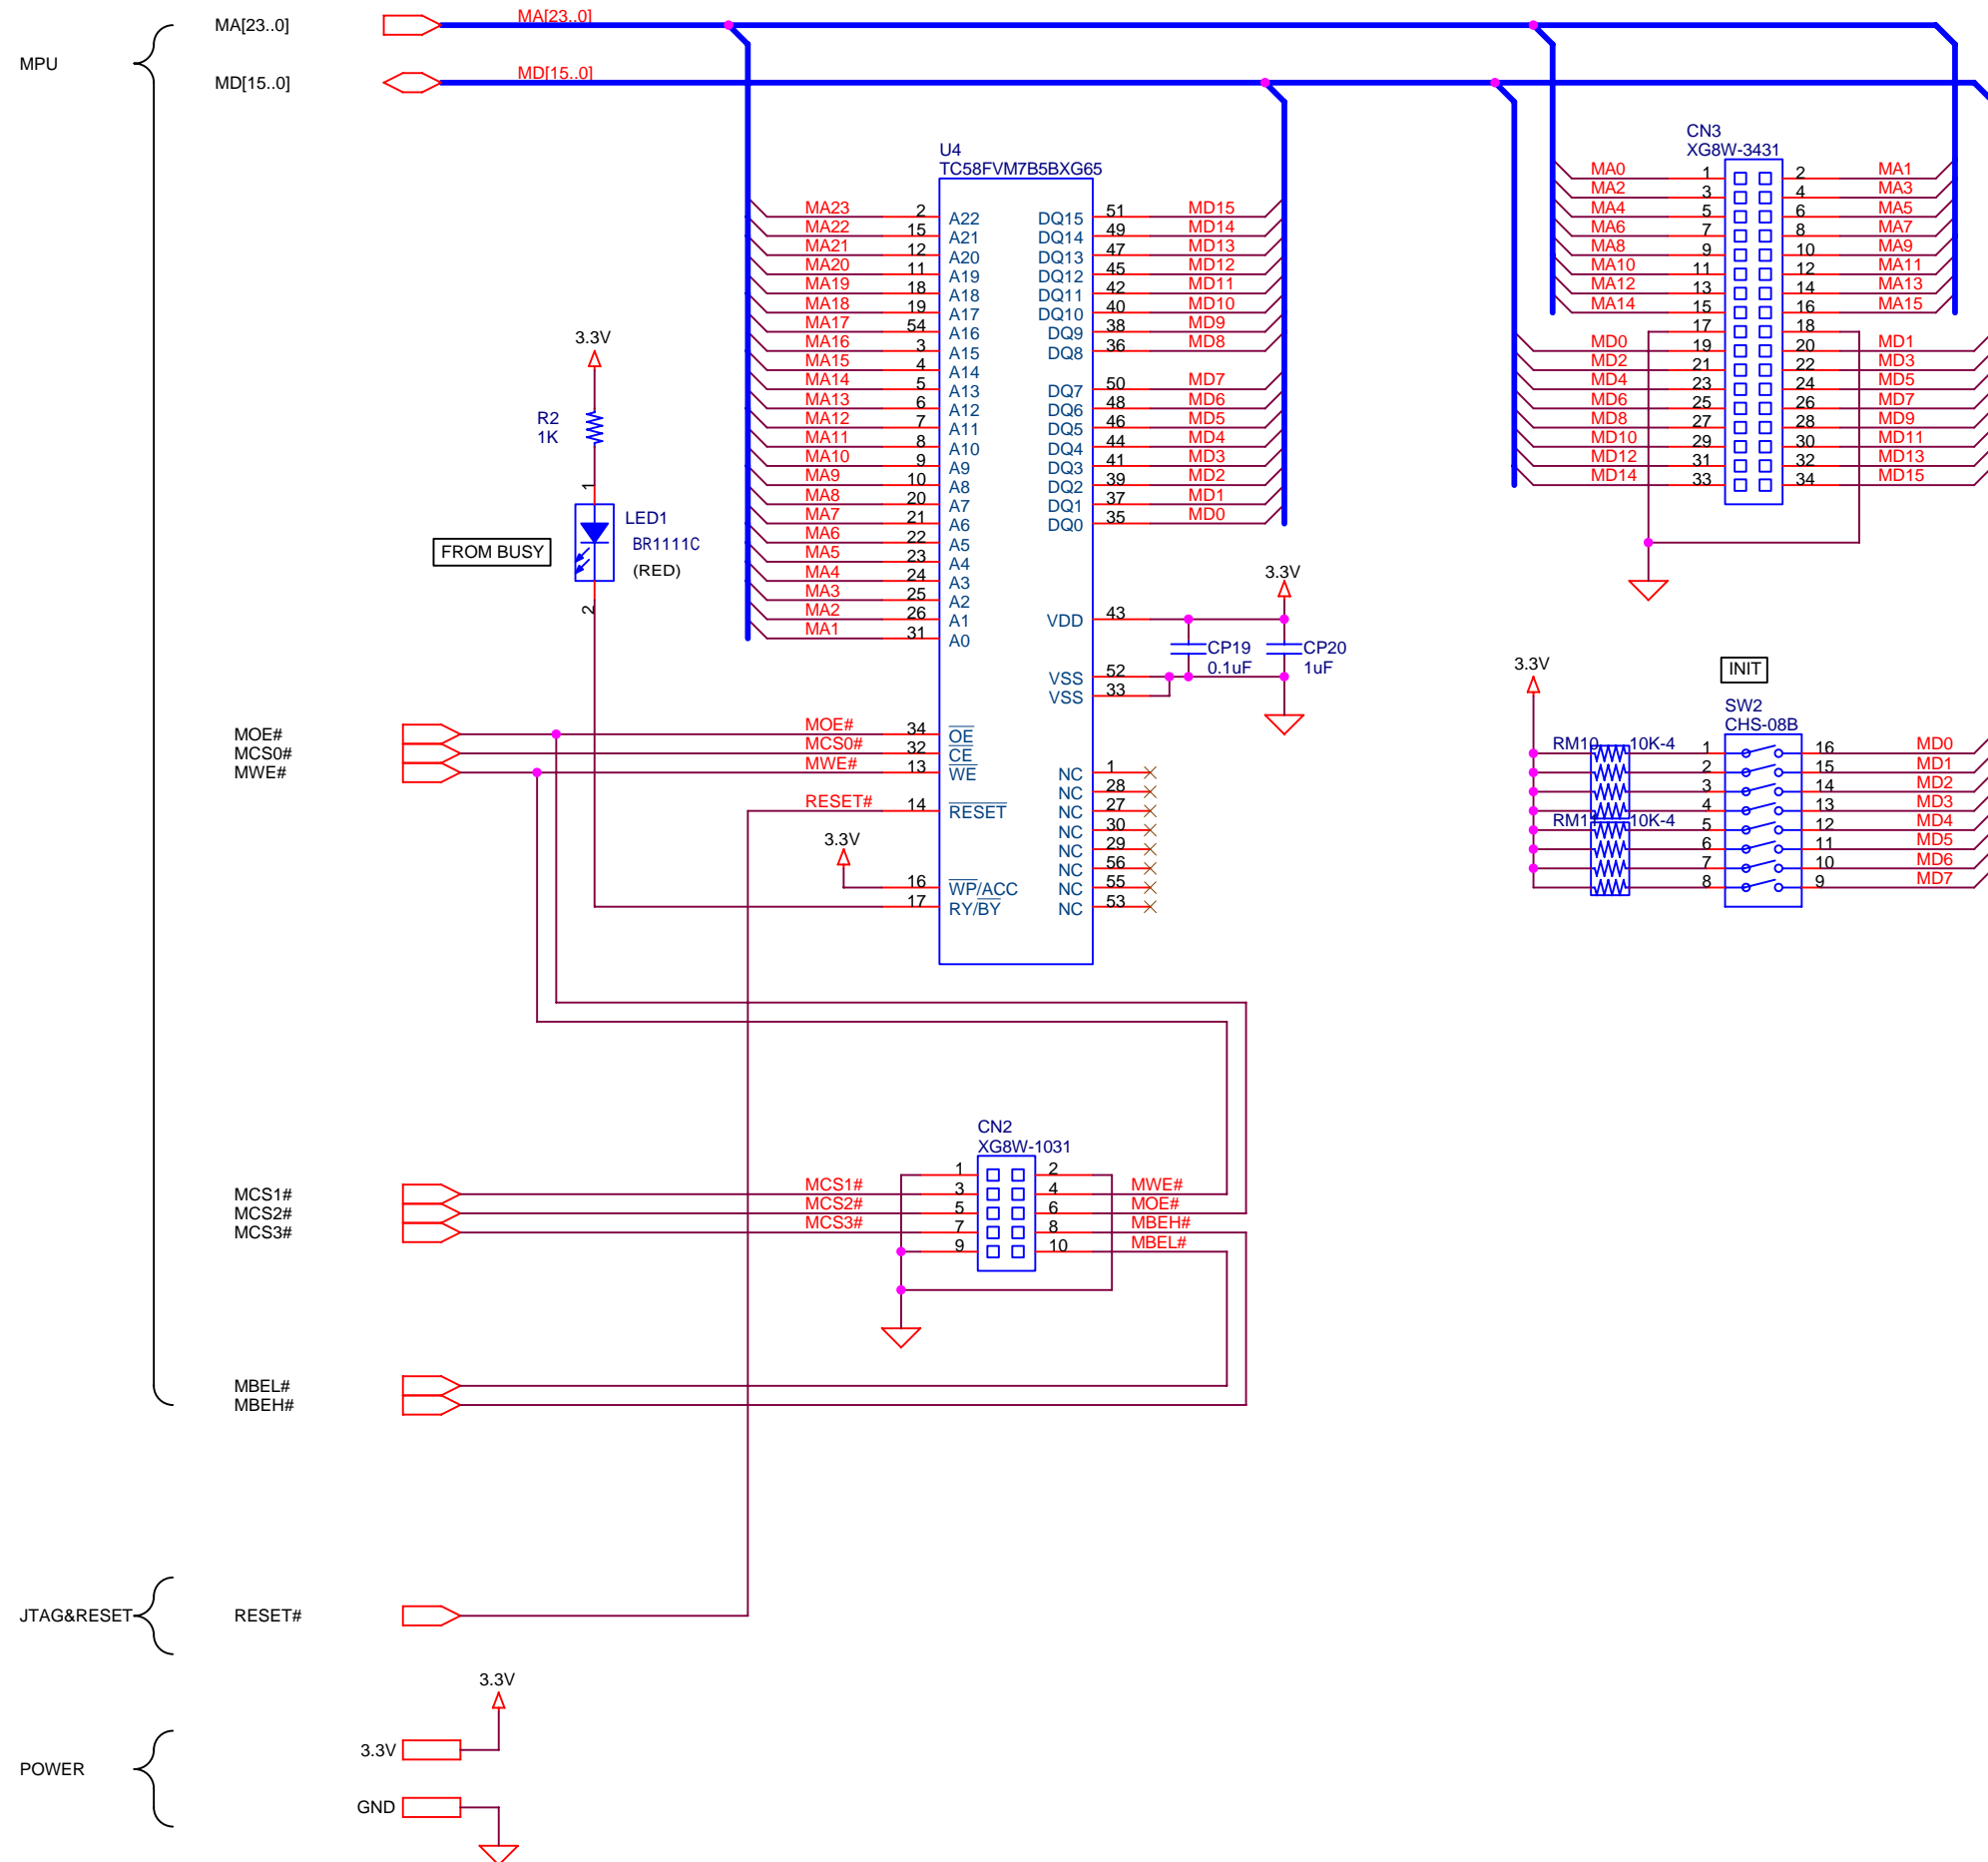 MA[23..0]
MA[23..0]
MPU
MD[15..0]
MD[15..0]
U4
TC58FVM7B5BXG65
MA23 2 A22 DQ15 51 MD15
MA22 15 A21 DQ14 49 MD14
MA21 12 A20 DQ13 47 MD13
MA20 11 A19 DQ12 45 MD12
MA19 18 A18 DQ11 42 MD11
MA18 19 A17 DQ10 40 MD10
MA17 54 A16 DQ9 38 MD9
MA16 3 A15 DQ8 36 MD8
MA15 4 A14
MA14 5 A13 DQ7 50 MD7
MA13 6 A12 DQ6 48 MD6
MA12 7 A11 DQ5 46 MD5
MA11 8 A10 DQ4 44 MD4
MA10 9 A9 DQ3 41 MD3
MA9 10 A8 DQ2 39 MD2
MA8 20 A7 DQ1 37 MD1
MA7 21 A6 DQ0 35 MD0
MA6 22 A5
MA5 23 A4
MA4 24 A3
MA3 25 A2
MA2 26 A1 VDD 43
MA1 31 A0
VSS 52
VSS 33
3.3V
CP19
0.1uF
CP20
1uF
3.3V
R2
1K
1
LED1
BR1111C
(RED)
2
FROM BUSY
MOE# MOE# 34 OE
MCS0# MCS0# 32 CE
MWE# MWE# 13 WE NC 1
NC 28
RESET# 14 RESET NC 27
NC 30
3.3V NC 29
NC 56
16 WP/ACC NC 55
17 RY/BY NC 53
CN3
XG8W-3431
MA0 1 2 MA1
MA2 3 4 MA3
MA4 5 6 MA5
MA6 7 8 MA7
MA8 9 10 MA9
MA10 11 12 MA11
MA12 13 14 MA13
MA14 15 16 MA15
17 18
MD0 19 20 MD1
MD2 21 22 MD3
MD4 23 24 MD5
MD6 25 26 MD7
MD8 27 28 MD9
MD10 29 30 MD11
MD12 31 32 MD13
MD14 33 34 MD15
3.3V
INIT
SW2
CHS-08B
RM10 10K-4 1 16 MD0
2 15 MD1
3 14 MD2
4 13 MD3
RM11 10K-4 5 12 MD4
6 11 MD5
7 10 MD6
8 9 MD7
CN2
XG8W-1031
1 2
MCS1# MCS1# 3 4 MWE#
MCS2# MCS2# 5 6 MOE#
MCS3# MCS3# 7 8 MBEH#
9 10 MBEL#
MBEL#
MBEH#
JTAG&RESET RESET#
3.3V
3.3V
POWER
GND